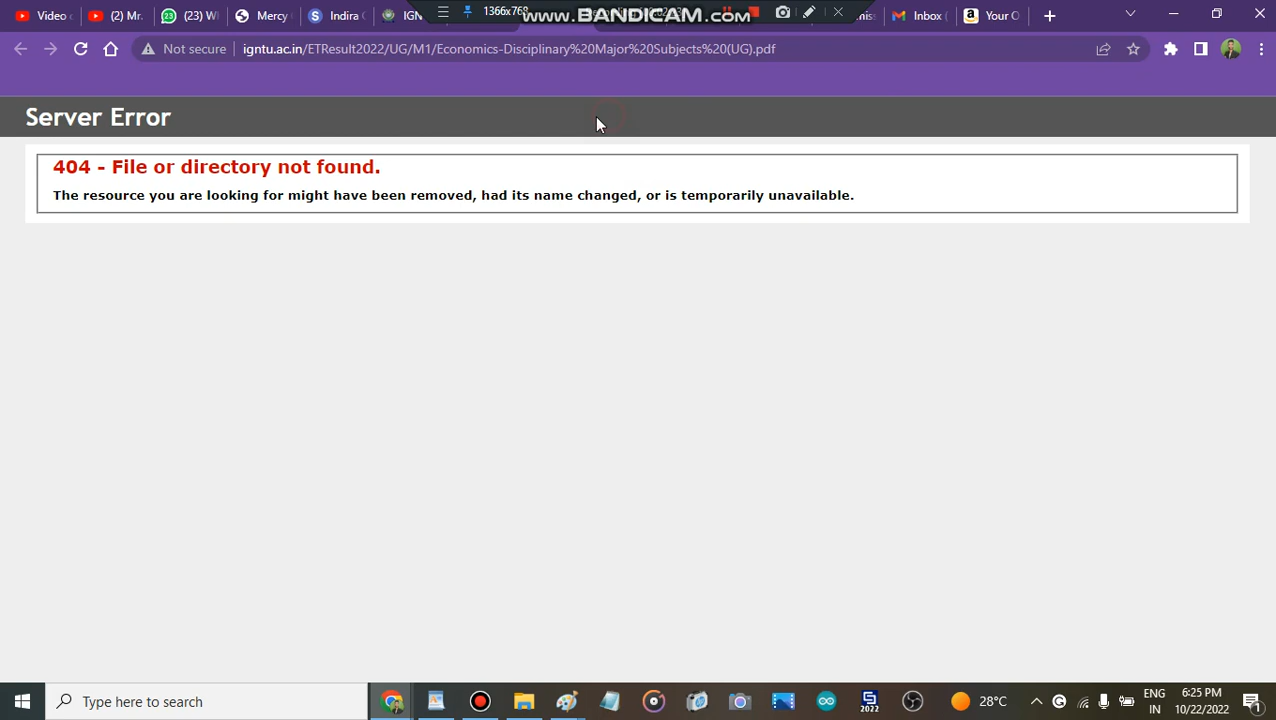 Video c
(2) Mr.
(23) W
Mercy
Indira
IGN
1366x768
www.BANDICAM.com
Inbox (
Your O
Not secure
igntu.ac.in/ETResult2022/UG/M1/Economics-Disciplinary%20Major%20Subjects%20(UG).pdf
Server Error
404 - File or directory not found.
The resource you are looking for might have been removed, had its name changed, or is temporarily unavailable.
Type here to search
2022
28°C
ENG
IN
6:25 PM
10/22/2022
1